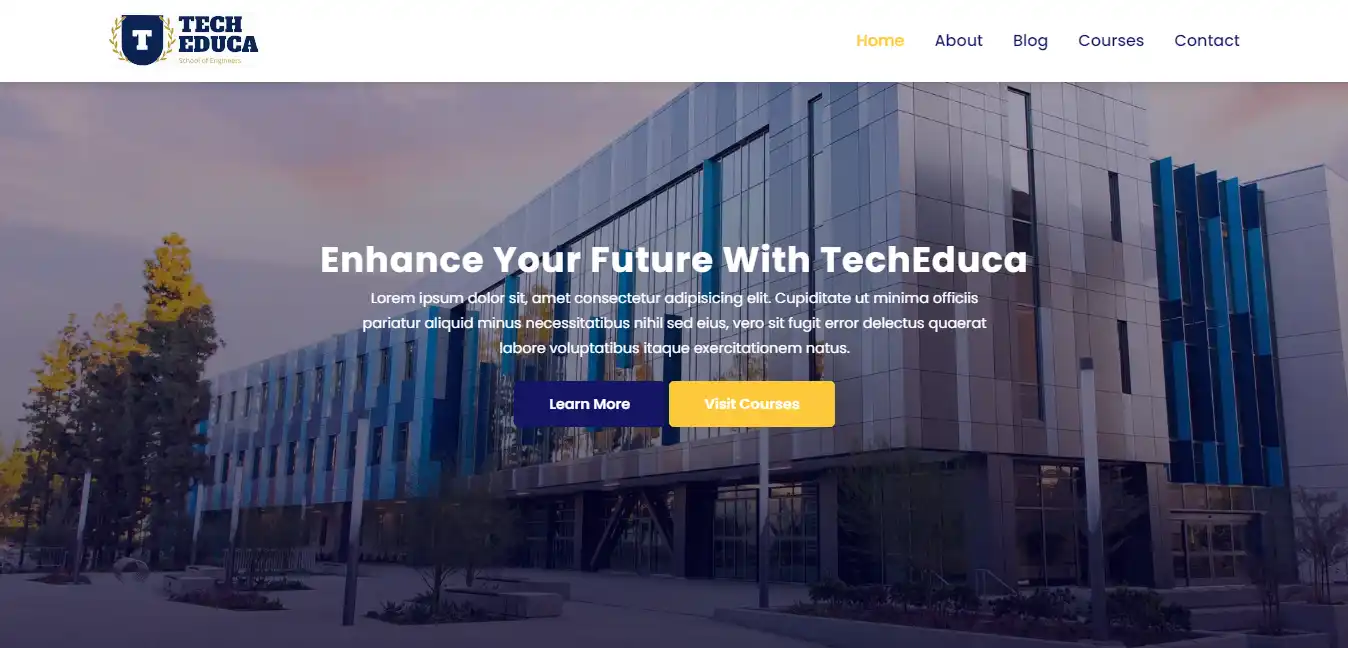 T
TECH
EDUCA
School of Engineers
Home About Blog Courses Contact
Enhance Your Future With TechEduca
Lorem ipsum dolor sit, amet consectetur adipisicing elit. Cupiditate ut minima officiis
pariatur aliquid minus necessitatibus nihil sed eius, vero sit fugit error delectus quaerat
labore voluptatibus itaque exercitationem natus.
Learn More Visit Courses